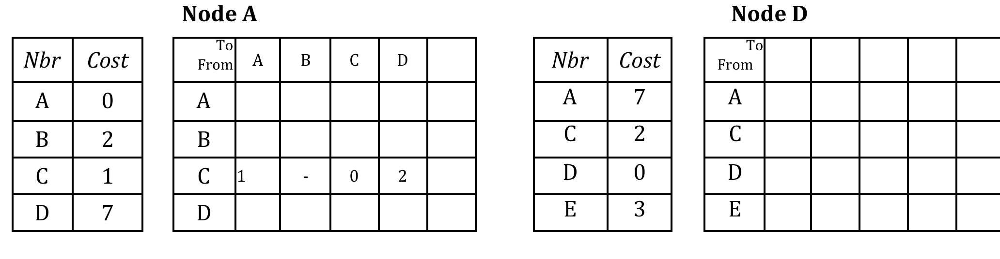 Node A
Node D
Nbr Cost
A 0
B 2
C 1
D 7
To
From A B C D
A
B
C 1 - 0 2
D
Nbr Cost
A 7
C 2
D 0
E 3
To
From
A
C
D
E